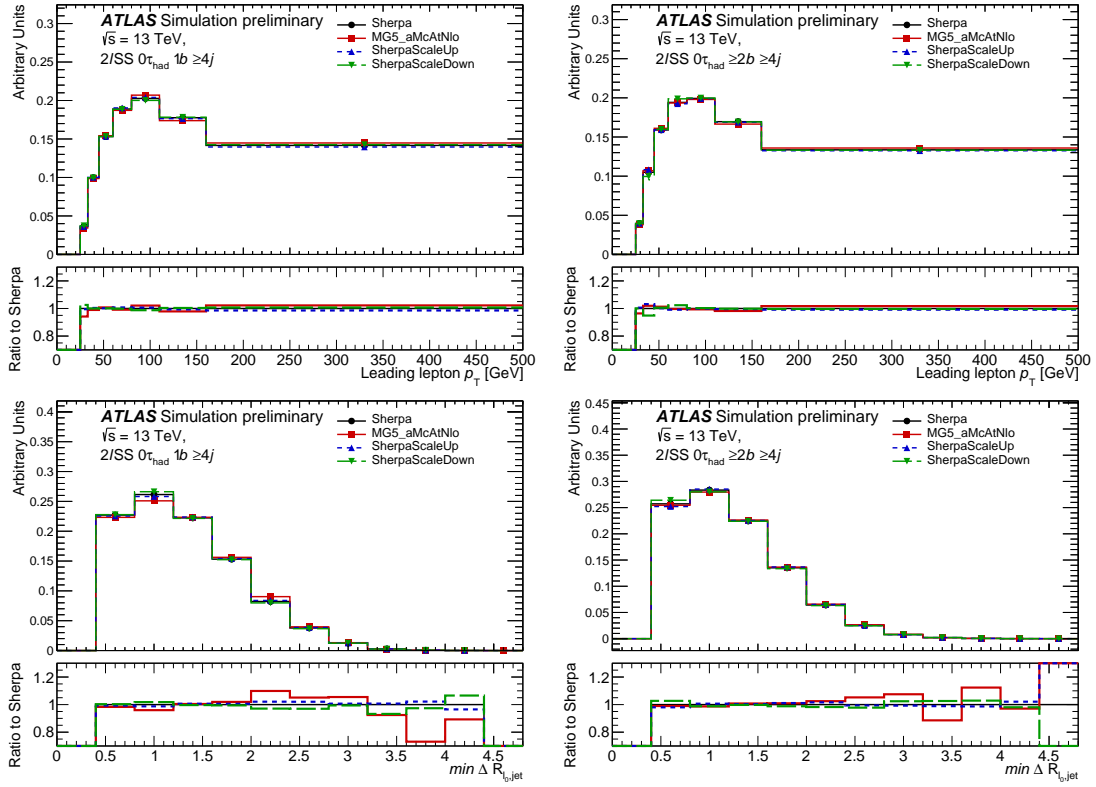 ATLAS Simulation preliminary
√s = 13 TeV,
2lSS 0τhad 1b ≥4j
Sherpa
MG5_aMcAtNlo
SherpaScaleUp
SherpaScaleDown
Arbitrary Units
0.3
0.25
0.2
0.15
0.1
0.05
0
Ratio to Sherpa
1.2
1
0.8
0 50 100 150 200 250 300 350 400 450 500
Leading lepton pT [GeV]
ATLAS Simulation preliminary
√s = 13 TeV,
2lSS 0τhad ≥2b ≥4j
Sherpa
MG5_aMcAtNlo
SherpaScaleUp
SherpaScaleDown
Arbitrary Units
0.3
0.25
0.2
0.15
0.1
0.05
0
Ratio to Sherpa
1.2
1
0.8
0 50 100 150 200 250 300 350 400 450 500
Leading lepton pT [GeV]
ATLAS Simulation preliminary
√s = 13 TeV,
2lSS 0τhad 1b ≥4j
Sherpa
MG5_aMcAtNlo
SherpaScaleUp
SherpaScaleDown
Arbitrary Units
0.4
0.35
0.3
0.25
0.2
0.15
0.1
0.05
0
Ratio to Sherpa
1.2
1
0.8
0 0.5 1 1.5 2 2.5 3 3.5 4 4.5
min Δ Rl0,jet
ATLAS Simulation preliminary
√s = 13 TeV,
2lSS 0τhad ≥2b ≥4j
Sherpa
MG5_aMcAtNlo
SherpaScaleUp
SherpaScaleDown
Arbitrary Units
0.45
0.4
0.35
0.3
0.25
0.2
0.15
0.1
0.05
0
Ratio to Sherpa
1.2
1
0.8
0 0.5 1 1.5 2 2.5 3 3.5 4 4.5
min Δ Rl0,jet